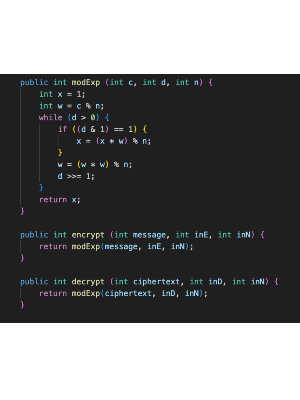 public int modExp (int c, int d, int n) {
int x = 1;
int w = c % n;
while (d > 0) {
if ((d & 1) == 1) {
x = (x * w) % n;
}
w = (w * w) % n;
d >>= 1;
}
return x;
}
public int encrypt (int message, int inE, int inN) {
return modExp(message, inE, inN);
}
public int decrypt (int ciphertext, int inD, int inN) {
return modExp(ciphertext, inD, inN);
}